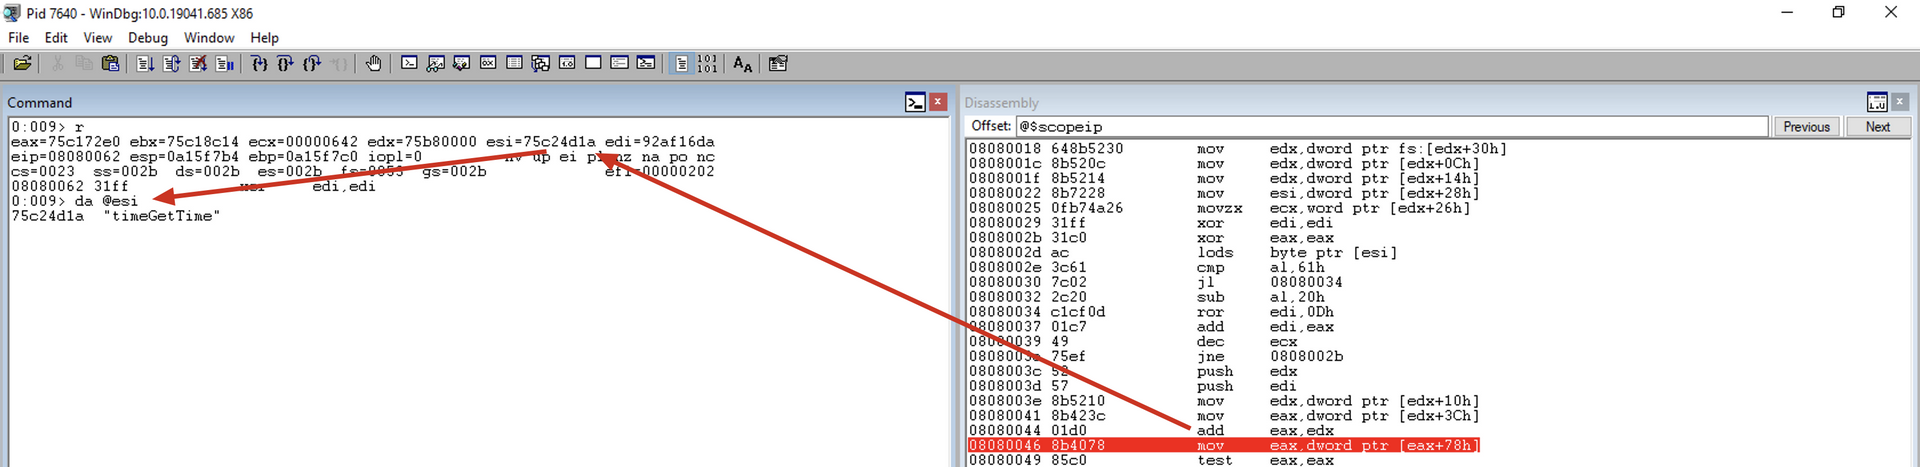 Pid 7640 - WinDbg:10.0.19041.685 X86
File Edit View Debug Window Help
Command
0:009> r
eax=75c172e0 ebx=75c18c14 ecx=00000642 edx=75b80000 esi=75c24d1a edi=92af16da
eip=08080062 esp=0a15f7b4 ebp=0a15f7c0 iopl=0 nv up ei nz na po nc
cs=0023 ss=002b ds=002b es=002b fs=0053 gs=002b efl=00000202
08080062 31ff xor edi,edi
0:009> da @esi
75c24d1a "timeGetTime"
Disassembly
Offset: @$scopeip Previous Next
08080018 648b5230 mov edx,dword ptr fs:[edx+30h]
0808001c 8b520c mov edx,dword ptr [edx+0Ch]
0808001f 8b5214 mov edx,dword ptr [edx+14h]
08080022 8b7228 mov esi,dword ptr [edx+28h]
08080025 0fb74a26 movzx ecx,word ptr [edx+26h]
08080029 31ff xor edi,edi
0808002b 31c0 xor eax,eax
0808002d ac lods byte ptr [esi]
0808002e 3c61 cmp al,61h
08080030 7c02 jl 08080034
08080032 2c20 sub al,20h
08080034 c1cf0d ror edi,0Dh
08080037 01c7 add edi,eax
08080039 49 dec ecx
0808003a 75ef jne 0808002b
0808003c 52 push edx
0808003d 57 push edi
0808003e 8b5210 mov edx,dword ptr [edx+10h]
08080041 8b423c mov eax,dword ptr [edx+3Ch]
08080044 01d0 add eax,edx
08080046 8b4078 mov eax,dword ptr [eax+78h]
08080049 85c0 test eax,eax